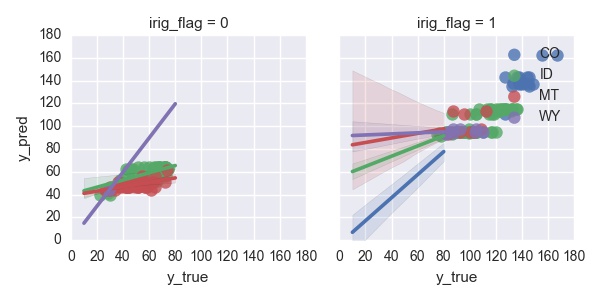 irig_flag = 0
irig_flag = 1
180
160
140
120
100
80
60
40
20
0
y_pred
CO
ID
MT
WY
0 20 40 60 80 100 120 140 160 180
0 20 40 60 80 100 120 140 160 180
y_true
y_true